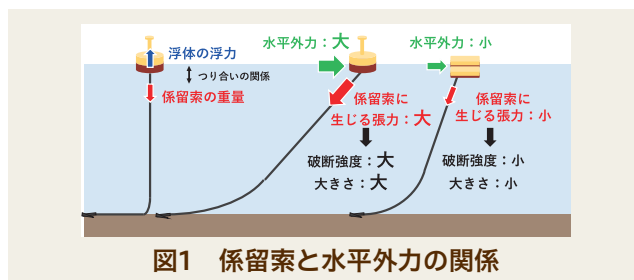 浮体の浮力
つり合いの関係
係留索の重量
水平外力：大
係留索に
生じる張力：大
破断強度：大
大きさ：大
水平外力：小
係留索に
生じる張力：小
破断強度：小
大きさ：小
図1　係留索と水平外力の関係